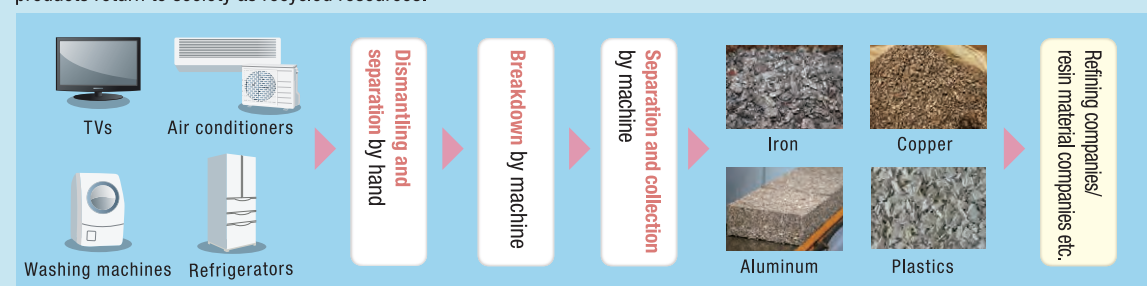 products return to society as recycled resources.
TVs
Air conditioners
Washing machines
Refrigerators
Dismantling and
separation by hand
Breakdown by machine
Separation and collection
by machine
Iron
Copper
Aluminum
Plastics
Refining companies/
resin material companies etc.